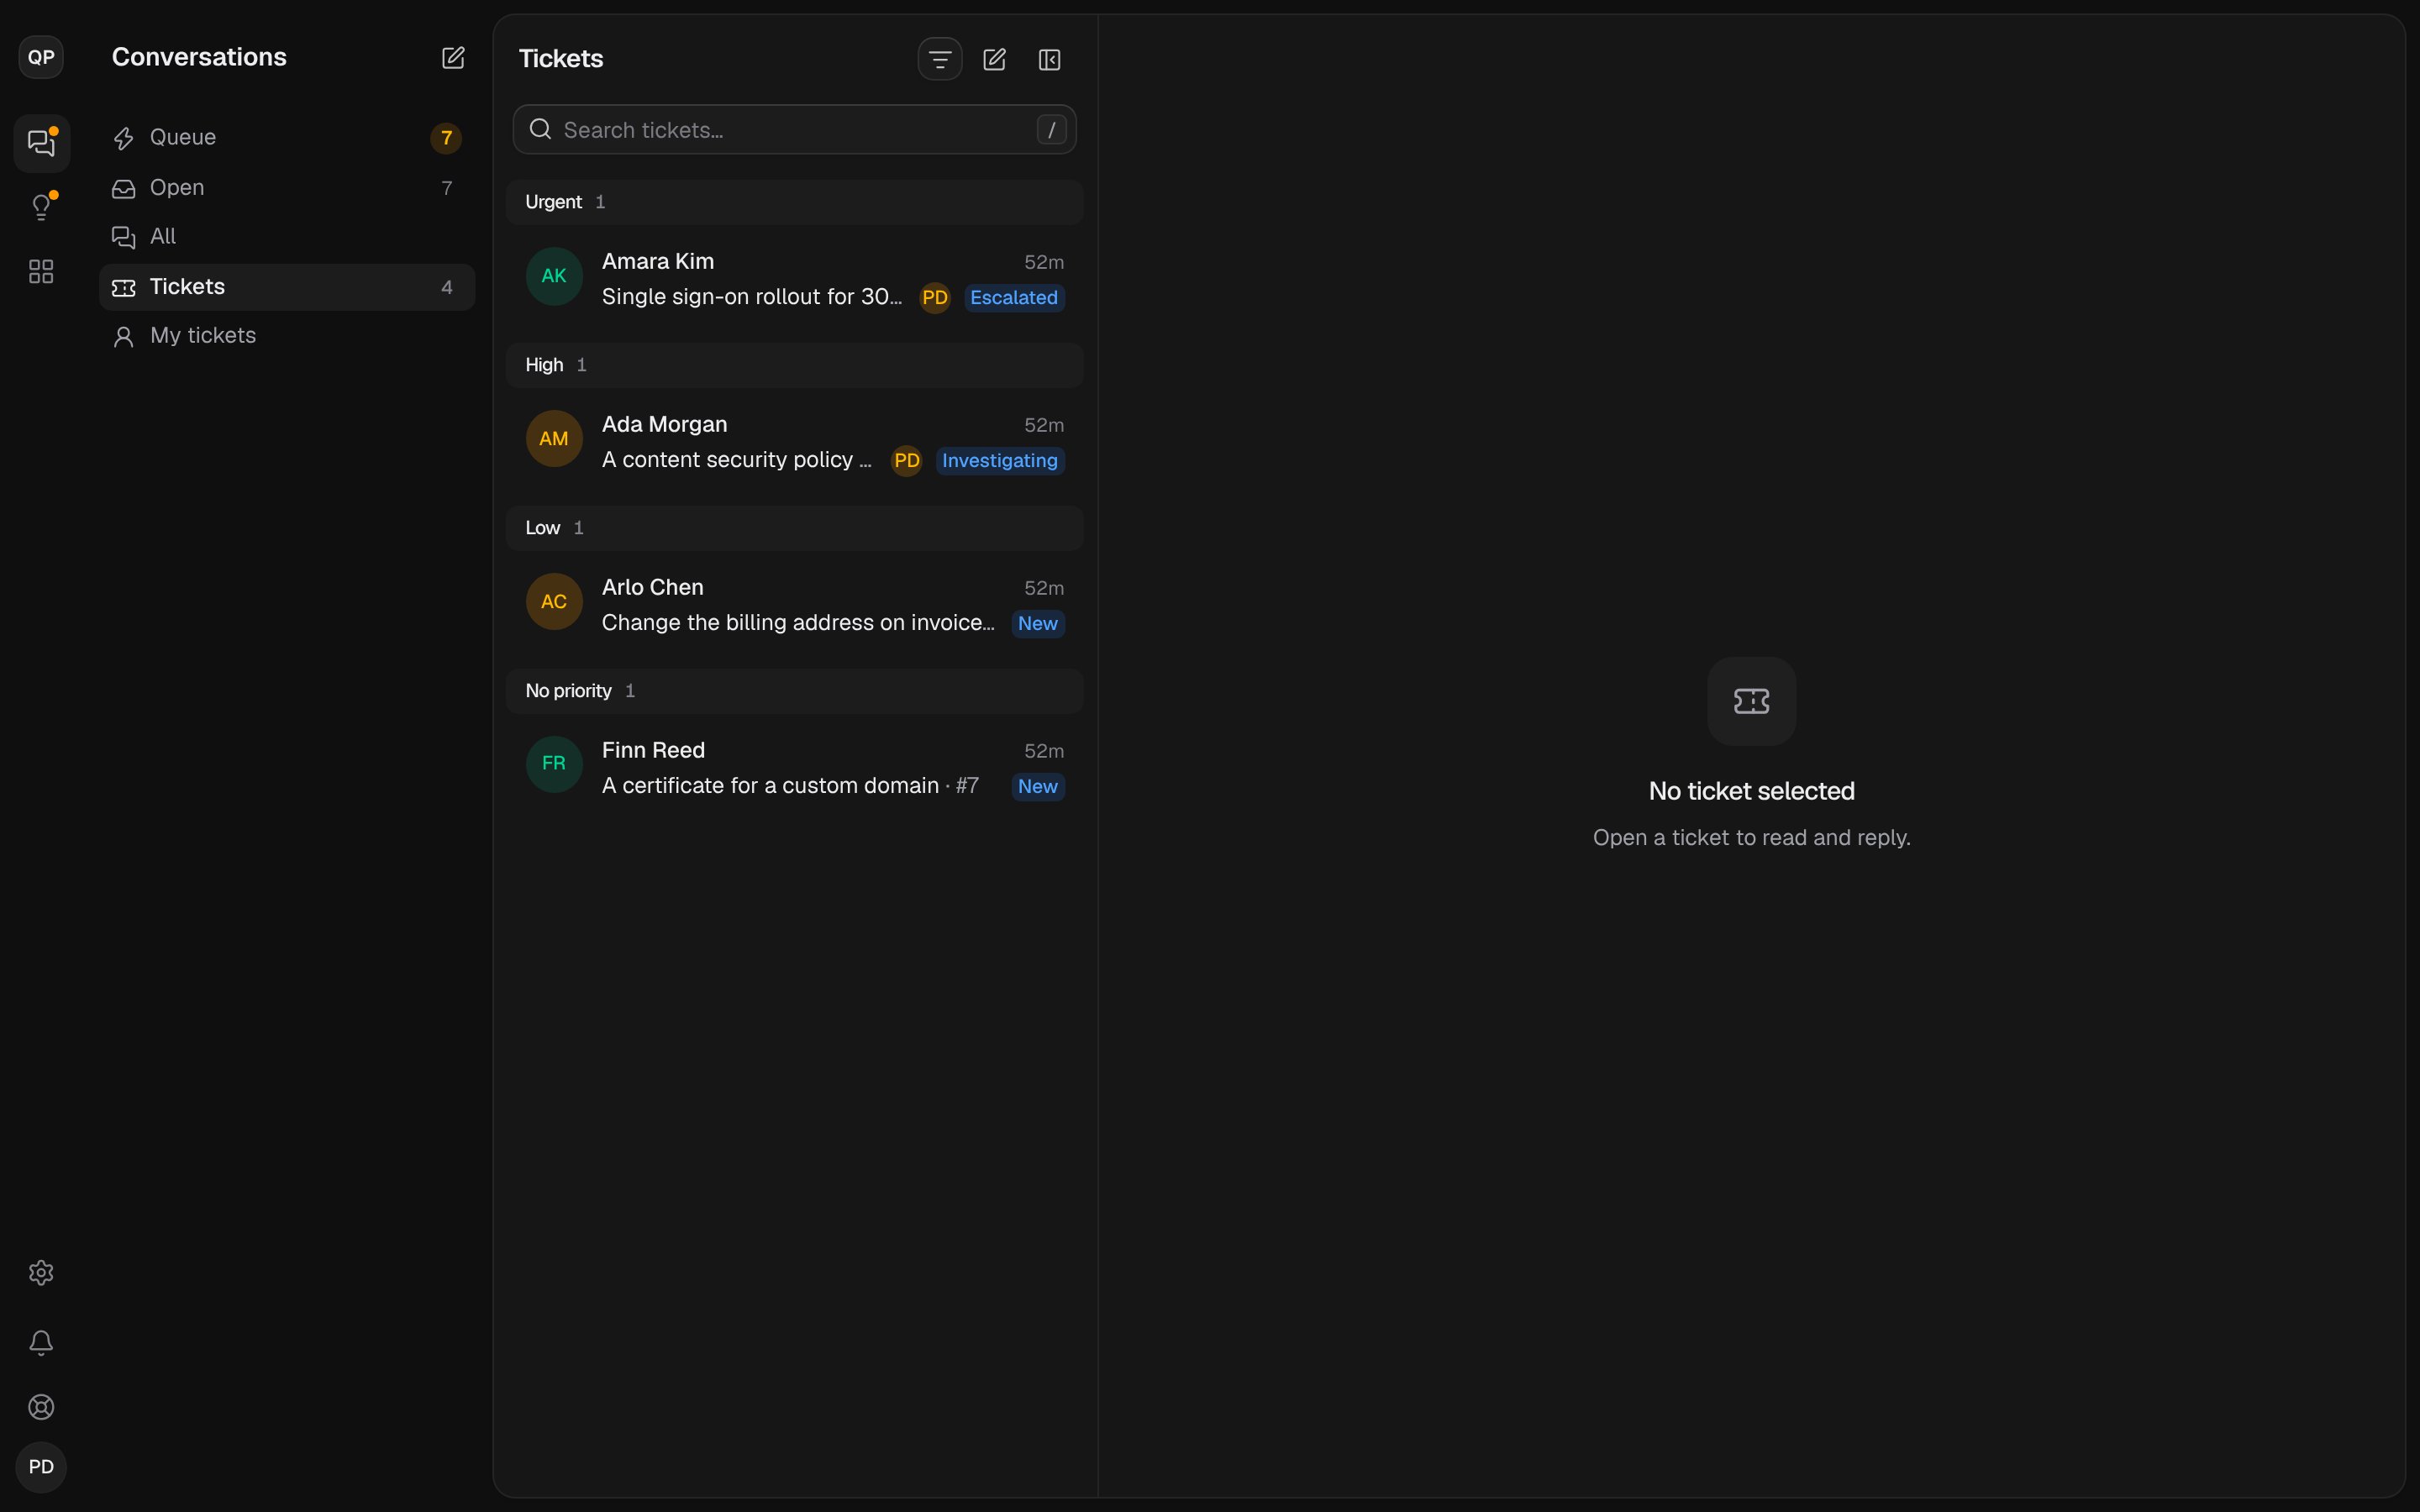 QP
Conversations
Queue 7
Open 7
All
Tickets 4
My tickets
PD
Tickets
Search tickets... /
Urgent 1
AK Amara Kim 52m
Single sign-on rollout for 30... PD Escalated
High 1
AM Ada Morgan 52m
A content security policy ... PD Investigating
Low 1
AC Arlo Chen 52m
Change the billing address on invoice... New
No priority 1
FR Finn Reed 52m
A certificate for a custom domain · #7 New
No ticket selected
Open a ticket to read and reply.